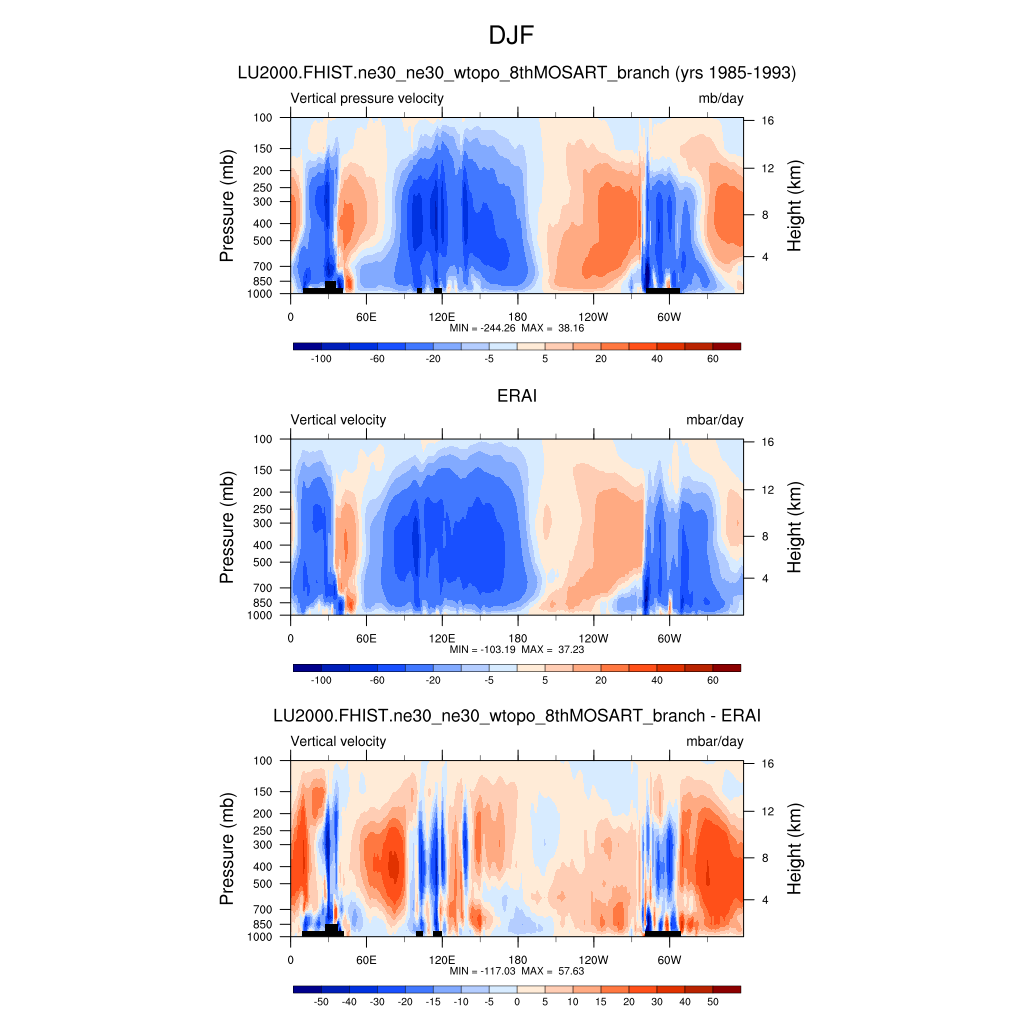 DJF
LU2000.FHIST.ne30_ne30_wtopo_8thMOSART_branch (yrs 1985-1993)
Vertical pressure velocity mb/day
Pressure (mb)
100
150
200
250
300
400
500
700
850
1000
16
12
8
4
Height (km)
0 60E 120E 180 120W 60W
MIN = -244.26 MAX = 38.16
-100 -60 -20 -5 5 20 40 60
ERAI
Vertical velocity mbar/day
Pressure (mb)
100
150
200
250
300
400
500
700
850
1000
16
12
8
4
Height (km)
0 60E 120E 180 120W 60W
MIN = -103.19 MAX = 37.23
-100 -60 -20 -5 5 20 40 60
LU2000.FHIST.ne30_ne30_wtopo_8thMOSART_branch - ERAI
Vertical velocity mbar/day
Pressure (mb)
100
150
200
250
300
400
500
700
850
1000
16
12
8
4
Height (km)
0 60E 120E 180 120W 60W
MIN = -117.03 MAX = 57.63
-50 -40 -30 -15 -10 -5 0 5 10 15 20 30 40 50